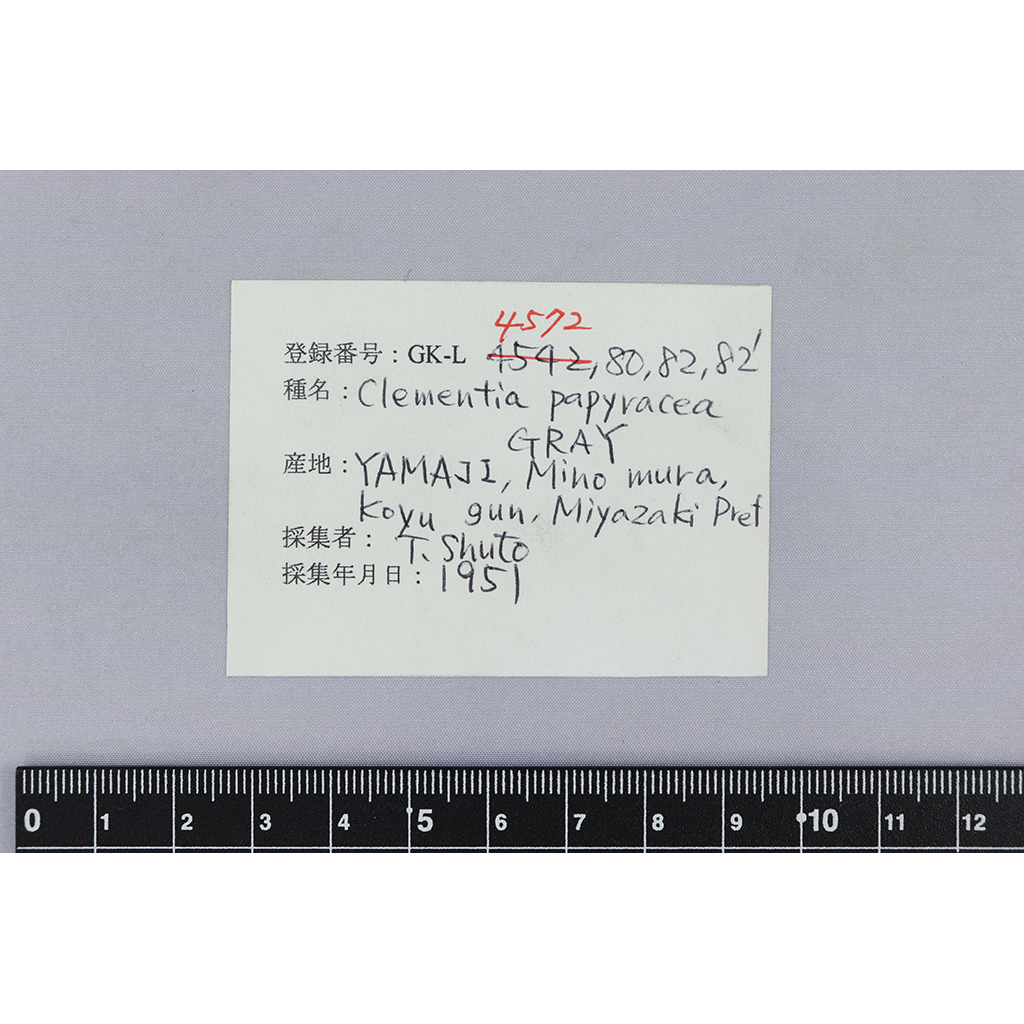 4572
登録番号：GK-L 4542, 80, 82, 82'
種名：Clementia papyracea
GRAY
産地：YAMAJI, Mino mura,
Koyu gun, Miyazaki Pref
採集者： T. Shuto
採集年月日：1951
0 1 2 3 4 5 6 7 8 9 10 11 12